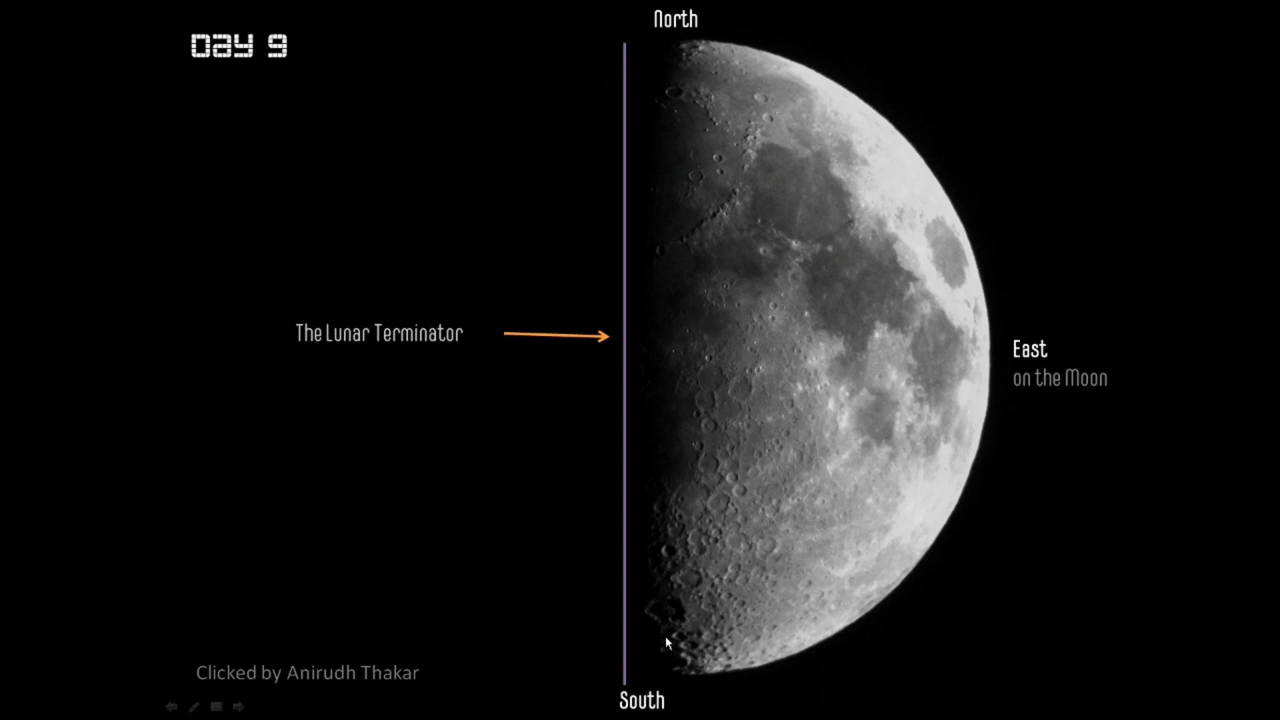 North
Day 9
The Lunar Terminator
East
on the Moon
Clicked by Anirudh Thakar
South